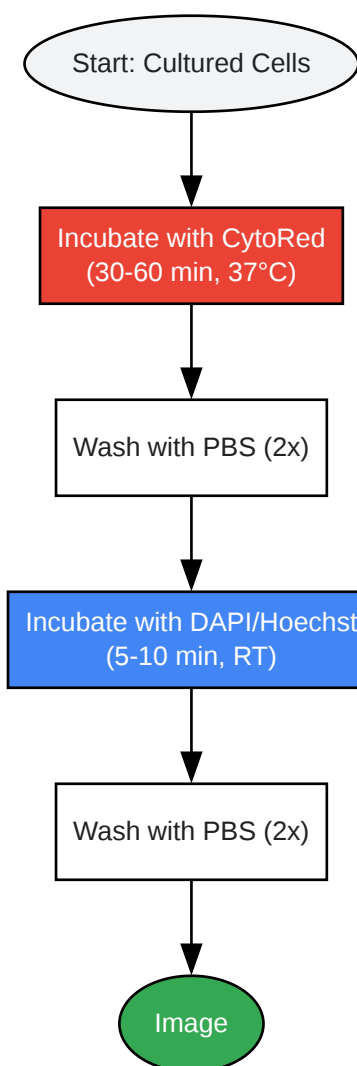 Start: Cultured Cells
Incubate with CytoRed
(30-60 min, 37°C)
Wash with PBS (2x)
Incubate with DAPI/Hoechst
(5-10 min, RT)
Wash with PBS (2x)
Image